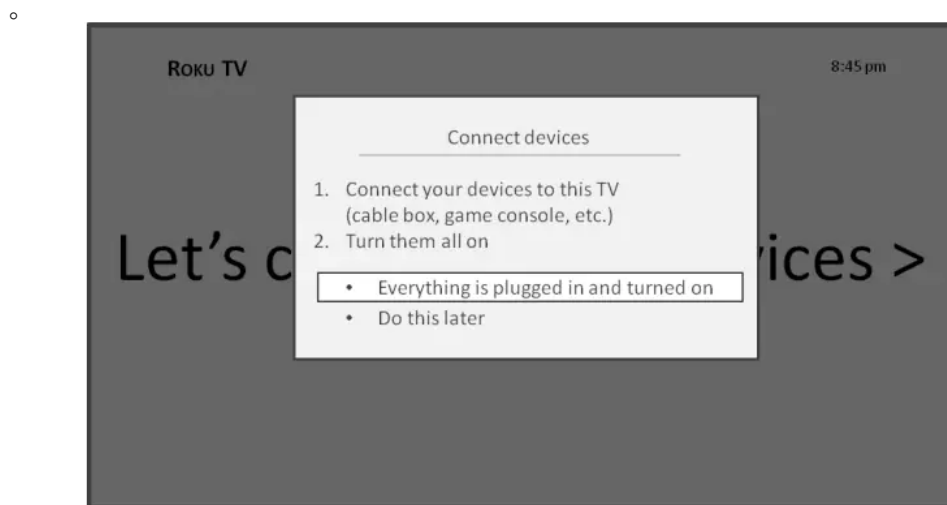 ROKU TV
8:45 pm
Connect devices
1. Connect your devices to this TV
(cable box, game console, etc.)
2. Turn them all on
Let's c ices >
• Everything is plugged in and turned on
• Do this later